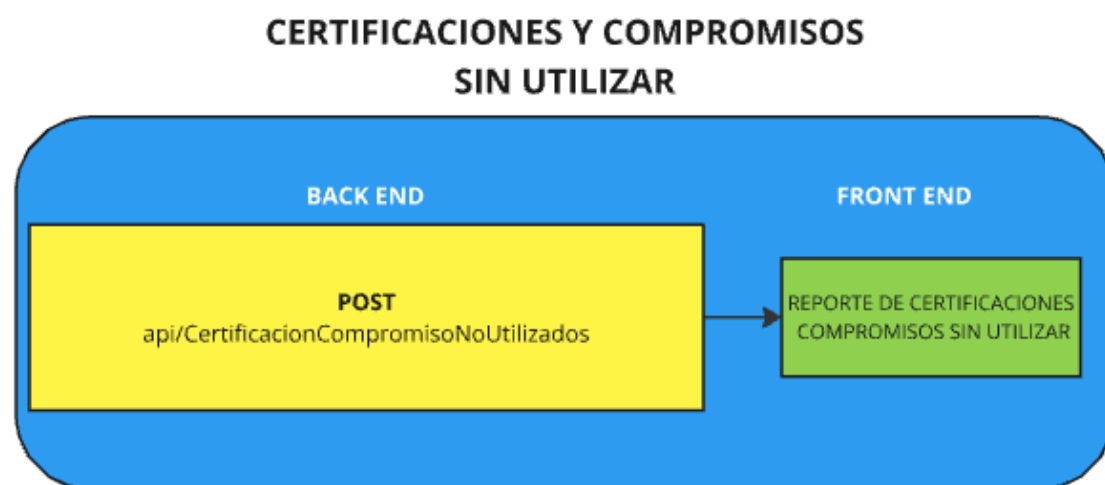 CERTIFICACIONES Y COMPROMISOS
SIN UTILIZAR
BACK END
FRONT END
POST
api/CertificacionCompromisoNoUtilizados
REPORTE DE CERTIFICACIONES
COMPROMISOS SIN UTILIZAR